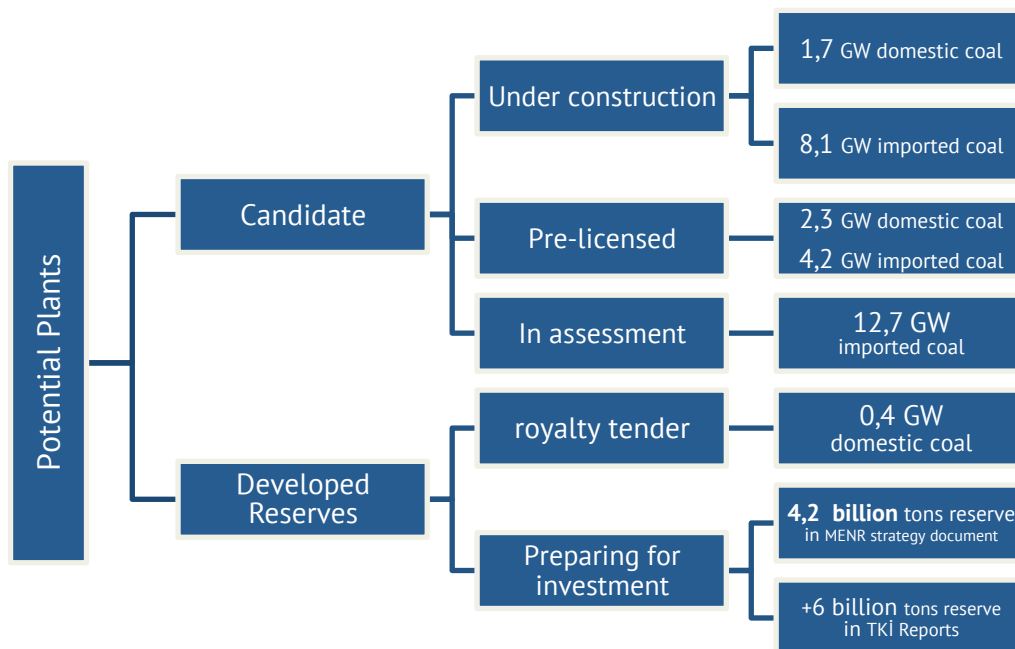 Potential Plants
Candidate
Under construction
1,7 GW domestic coal
8,1 GW imported coal
Pre-licensed
2,3 GW domestic coal
4,2 GW imported coal
In assessment
12,7 GW
imported coal
Developed
Reserves
royalty tender
0,4 GW
domestic coal
Preparing for
investment
4,2 billion tons reserve
in MENR strategy document
+6 billion tons reserve
in TKİ Reports